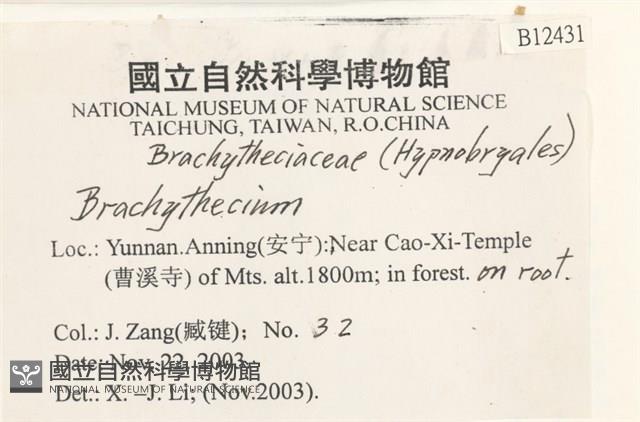 B12431
國立自然科學博物館
NATIONAL MUSEUM OF NATURAL SCIENCE
TAICHUNG, TAIWAN, R.O.CHINA
Brachytheciaceae (Hypnobryales)
Brachythecium
Loc.: Yunnan.Anning(安宁):,Near Cao-Xi-Temple
(曹溪寺) of Mts. alt.1800m; in forest. on root.
Col.: J. Zang(臧键); No. 32
Date: Nov. 22, 2003.
國立自然科學博物館
NATIONAL MUSEUM OF NATURAL SCIENCE
Det.: X. –J. Li; (Nov.2003).